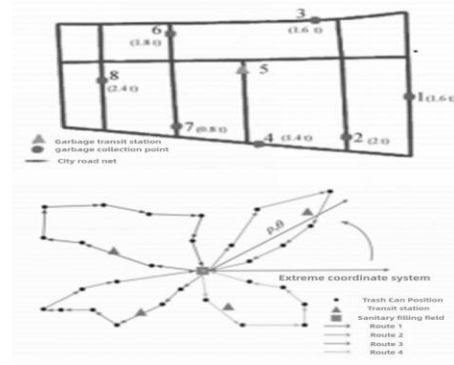 3
(1.6 t)
6
(1.8 t)
5
8
(2.4 t)
1(1.6 t
7(0.8 t)
4 (1.4 t)
2 (2 t)
Garbage transit station
garbage collection point
City road net
ρ,θ
Extreme coordinate system
Trash Can Position
Transit station
Sanitary filling field
Route 1
Route 2
Route 3
Route 4